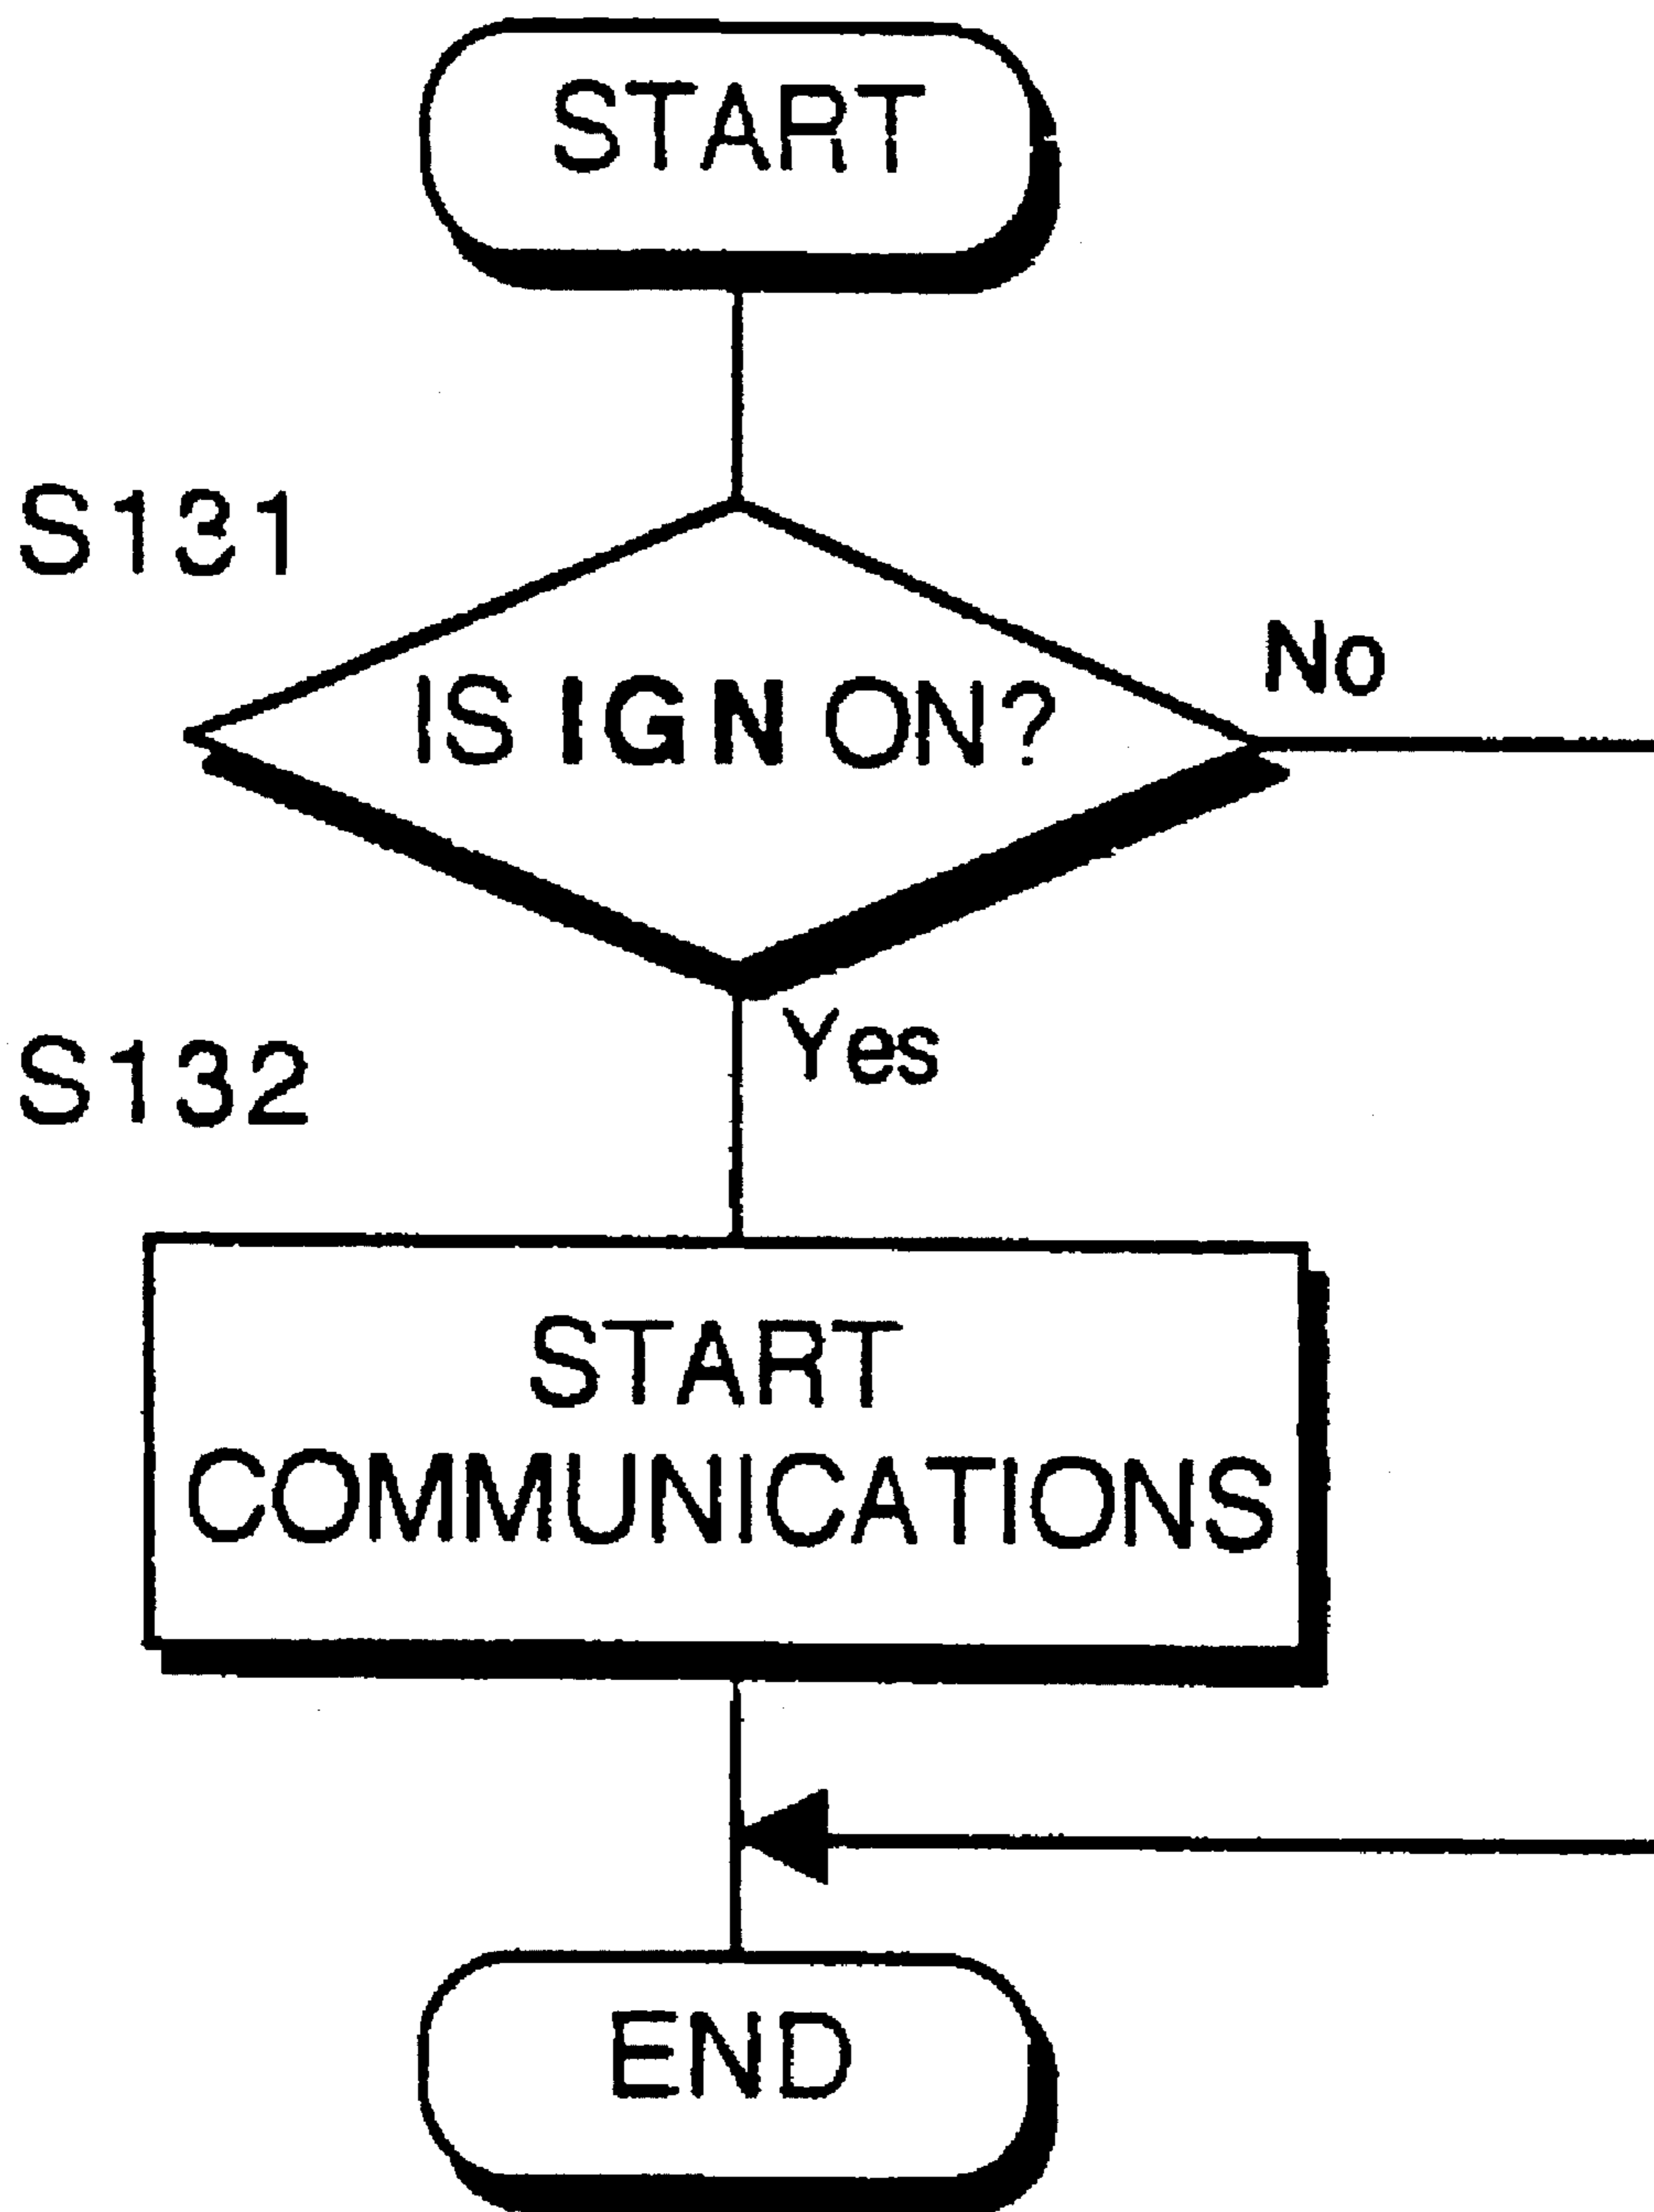 START
S131
IS IGN ON?
No
Yes
S132
START
COMMUNICATIONS
END